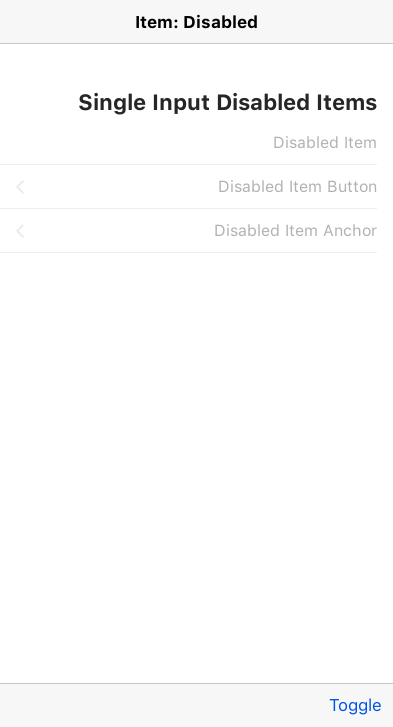 Item: Disabled
Single Input Disabled Items
Disabled Item
Disabled Item Button
Disabled Item Anchor
Toggle